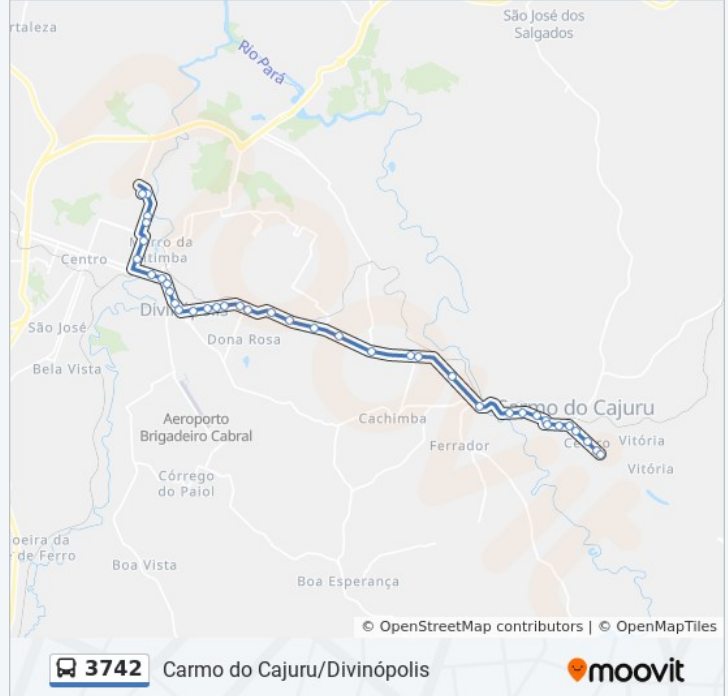 rtaleza
São José dos
Salgados
Rio Pará
Morro da
Itimba
Centro
Divinópolis
São José
Dona Rosa
Bela Vista
Carmo do Cajuru
Aeroporto
Brigadeiro Cabral
Cachimba
Ferrador
Centro
Vitória
Vitória
Córrego
do Paiol
oeira da
e de Ferro
Boa Vista
Boa Esperança
© OpenStreetMap contributors | © OpenMapTiles
3742 Carmo do Cajuru/Divinópolis
moovit